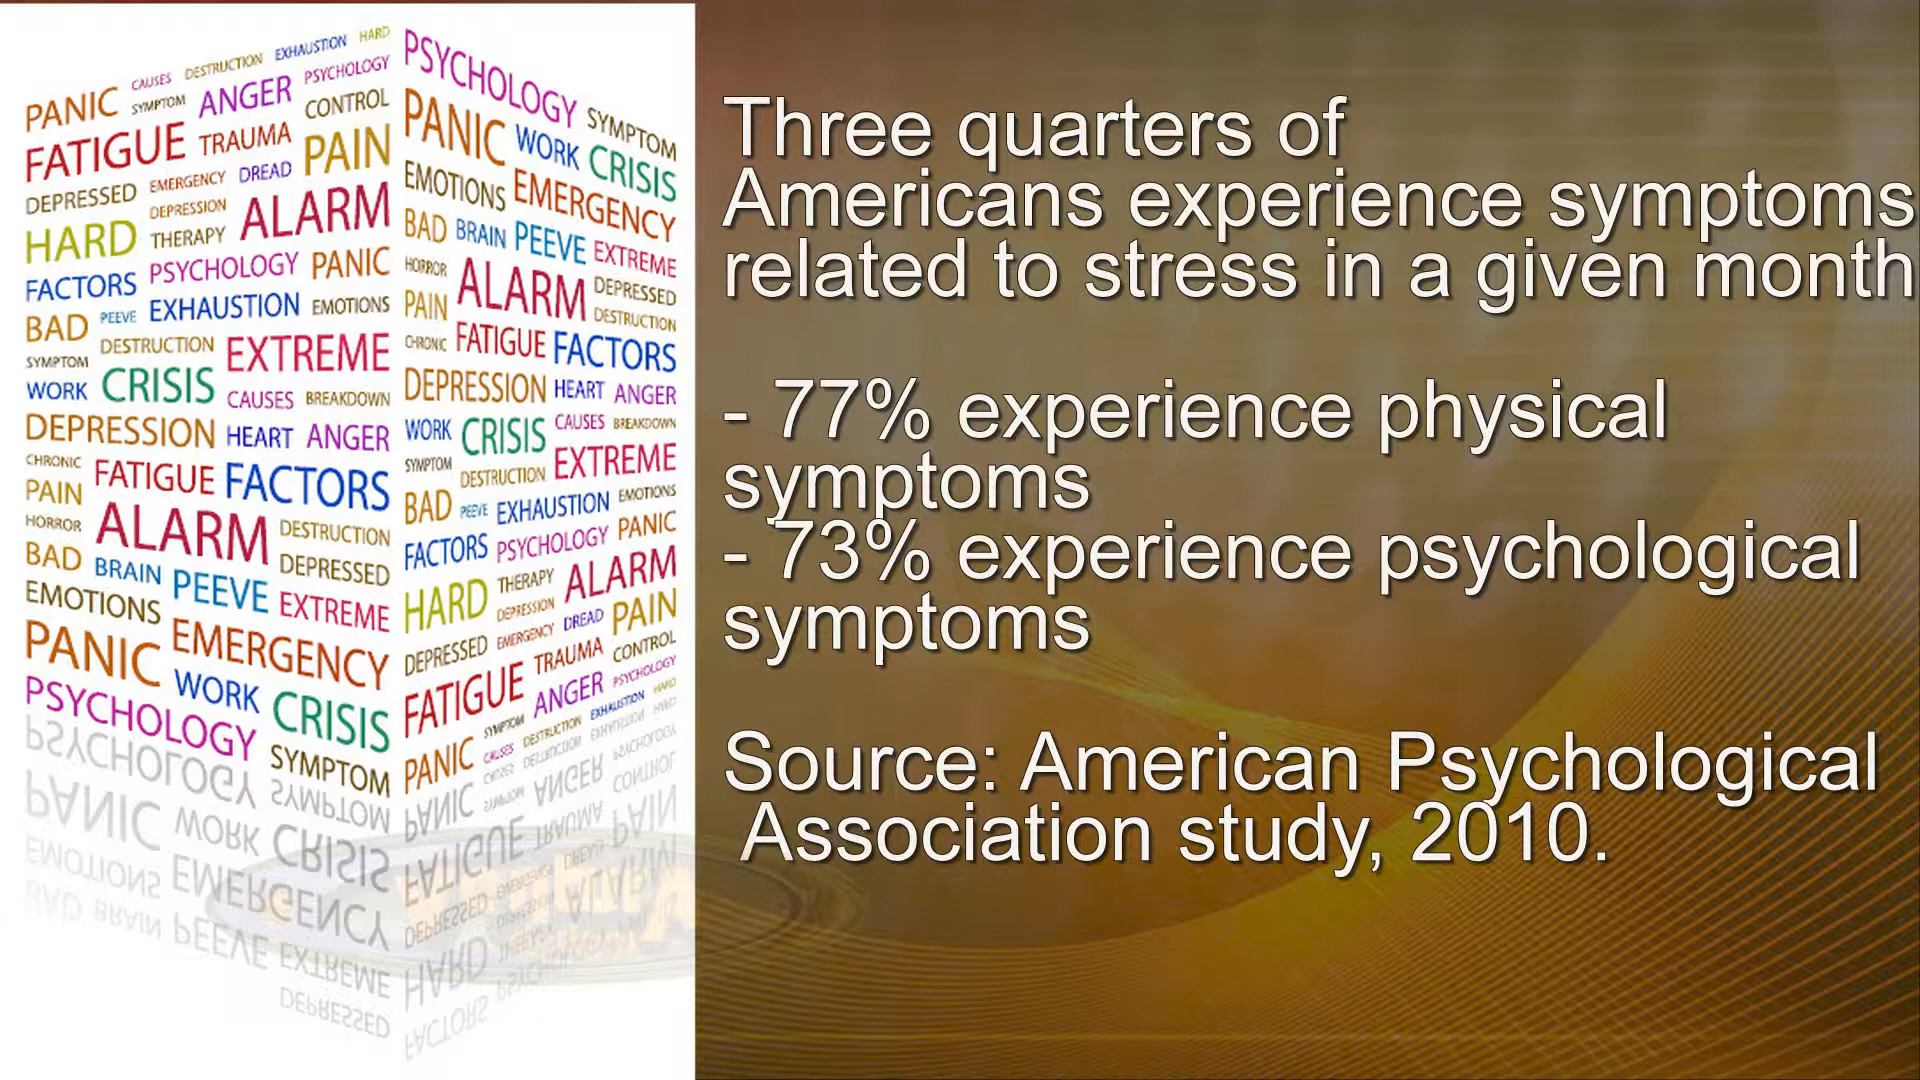 HARD
CAUSES DESTRUCTION EXHAUSTION
PANIC SYMPTOM ANGER PSYCHOLOGY
CONTROL
FATIGUE TRAUMA PAIN
DEPRESSED EMERGENCY DREAD
DEPRESSION ALARM
HARD THERAPY
FACTORS PSYCHOLOGY PANIC
BAD PEEVE EXHAUSTION EMOTIONS
SYMPTOM DESTRUCTION EXTREME
WORK CRISIS CAUSES BREAKDOWN
DEPRESSION HEART ANGER
CHRONIC FATIGUE FACTORS
PAIN
HORROR ALARM DESTRUCTION
BAD BRAIN PEEVE DEPRESSED
EMOTIONS EXTREME
PANIC EMERGENCY
WORK CRISIS
PSYCHOLOGY SYMPTOM
PSYCHOLOGY SYMPTOM
PANIC WORK CRISIS
EMOTIONS EMERGENCY
BAD BRAIN PEEVE EXTREME
HORROR ALARM DEPRESSED
PAIN DESTRUCTION
CHRONIC FATIGUE FACTORS
DEPRESSION HEART ANGER
WORK CRISIS CAUSES BREAKDOWN
SYMPTOM DESTRUCTION EXTREME
BAD PEEVE EXHAUSTION EMOTIONS
FACTORS PSYCHOLOGY PANIC
HARD THERAPY ALARM
DEPRESSION
DEPRESSED EMERGENCY DREAD PAIN
FATIGUE TRAUMA CONTROL
SYMPTOM ANGER PSYCHOLOGY
PANIC CAUSES DESTRUCTION EXHAUSTION HARD
Three quarters of
Americans experience symptoms
related to stress in a given month
- 77% experience physical
symptoms
- 73% experience psychological
symptoms
Source: American Psychological
Association study, 2010.